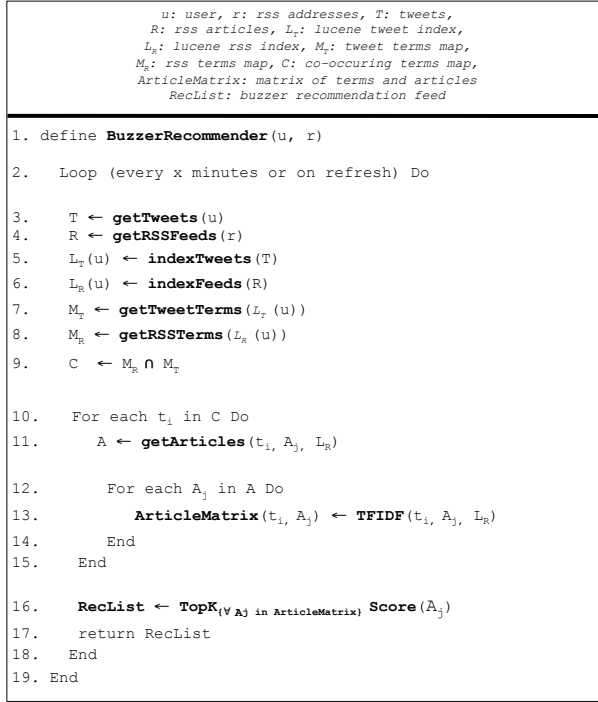 u: user, r: rss addresses, T: tweets,
R: rss articles, L_T: lucene tweet index,
L_R: lucene rss index, M_T: tweet terms map,
M_R: rss terms map, C: co-occuring terms map,
ArticleMatrix: matrix of terms and articles
RecList: buzzer recommendation feed
1. define BuzzerRecommender(u, r)
2. Loop (every x minutes or on refresh) Do
3. T ← getTweets(u)
4. R ← getRSSFeeds(r)
5. L_T(u) ← indexTweets(T)
6. L_R(u) ← indexFeeds(R)
7. M_T ← getTweetTerms(L_T (u))
8. M_R ← getRSSTerms(L_R (u))
9. C ← M_R ∩ M_T
10. For each t_i in C Do
11. A ← getArticles(t_i, A_j, L_R)
12. For each A_j in A Do
13. ArticleMatrix(t_i, A_j) ← TFIDF(t_i, A_j, L_R)
14. End
15. End
16. RecList ← TopK_{∀ Aj in ArticleMatrix} Score(A_j)
17. return RecList
18. End
19. End